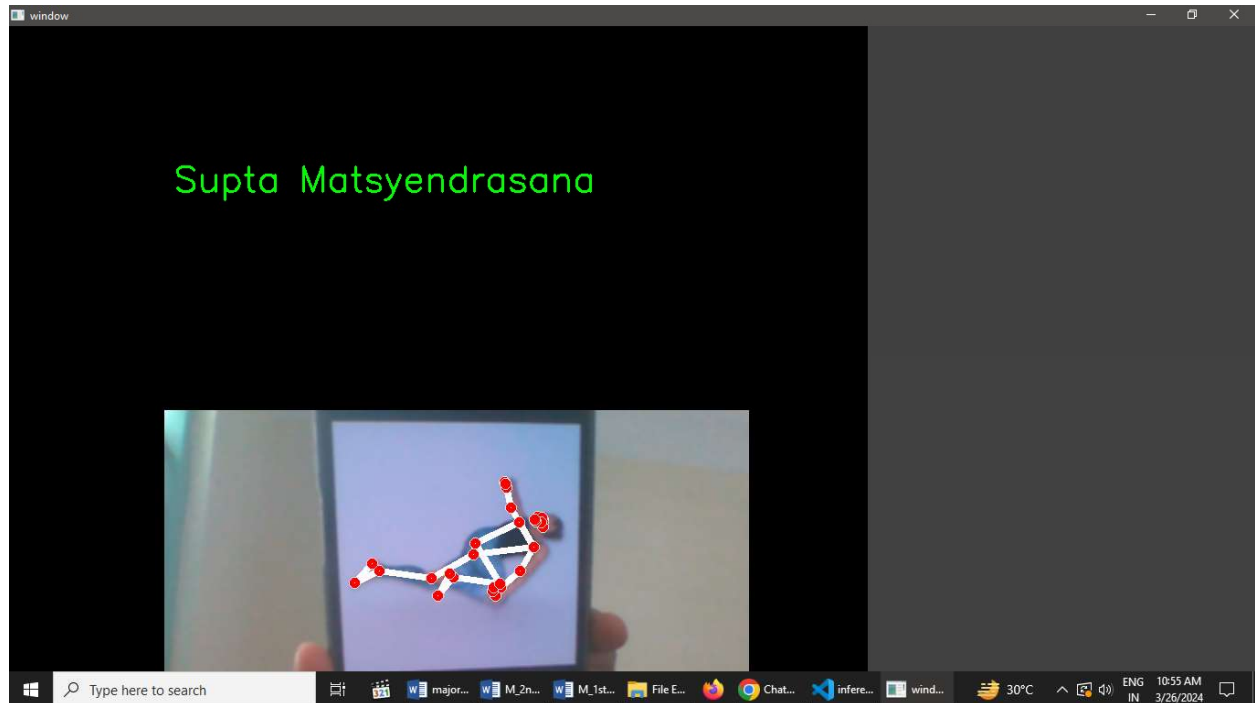 window
Supta Matsyendrasana
Type here to search
321
major...
M_2n...
M_1st...
File E...
Chat...
infere...
wind...
30°C
ENG
IN
10:55 AM
3/26/2024